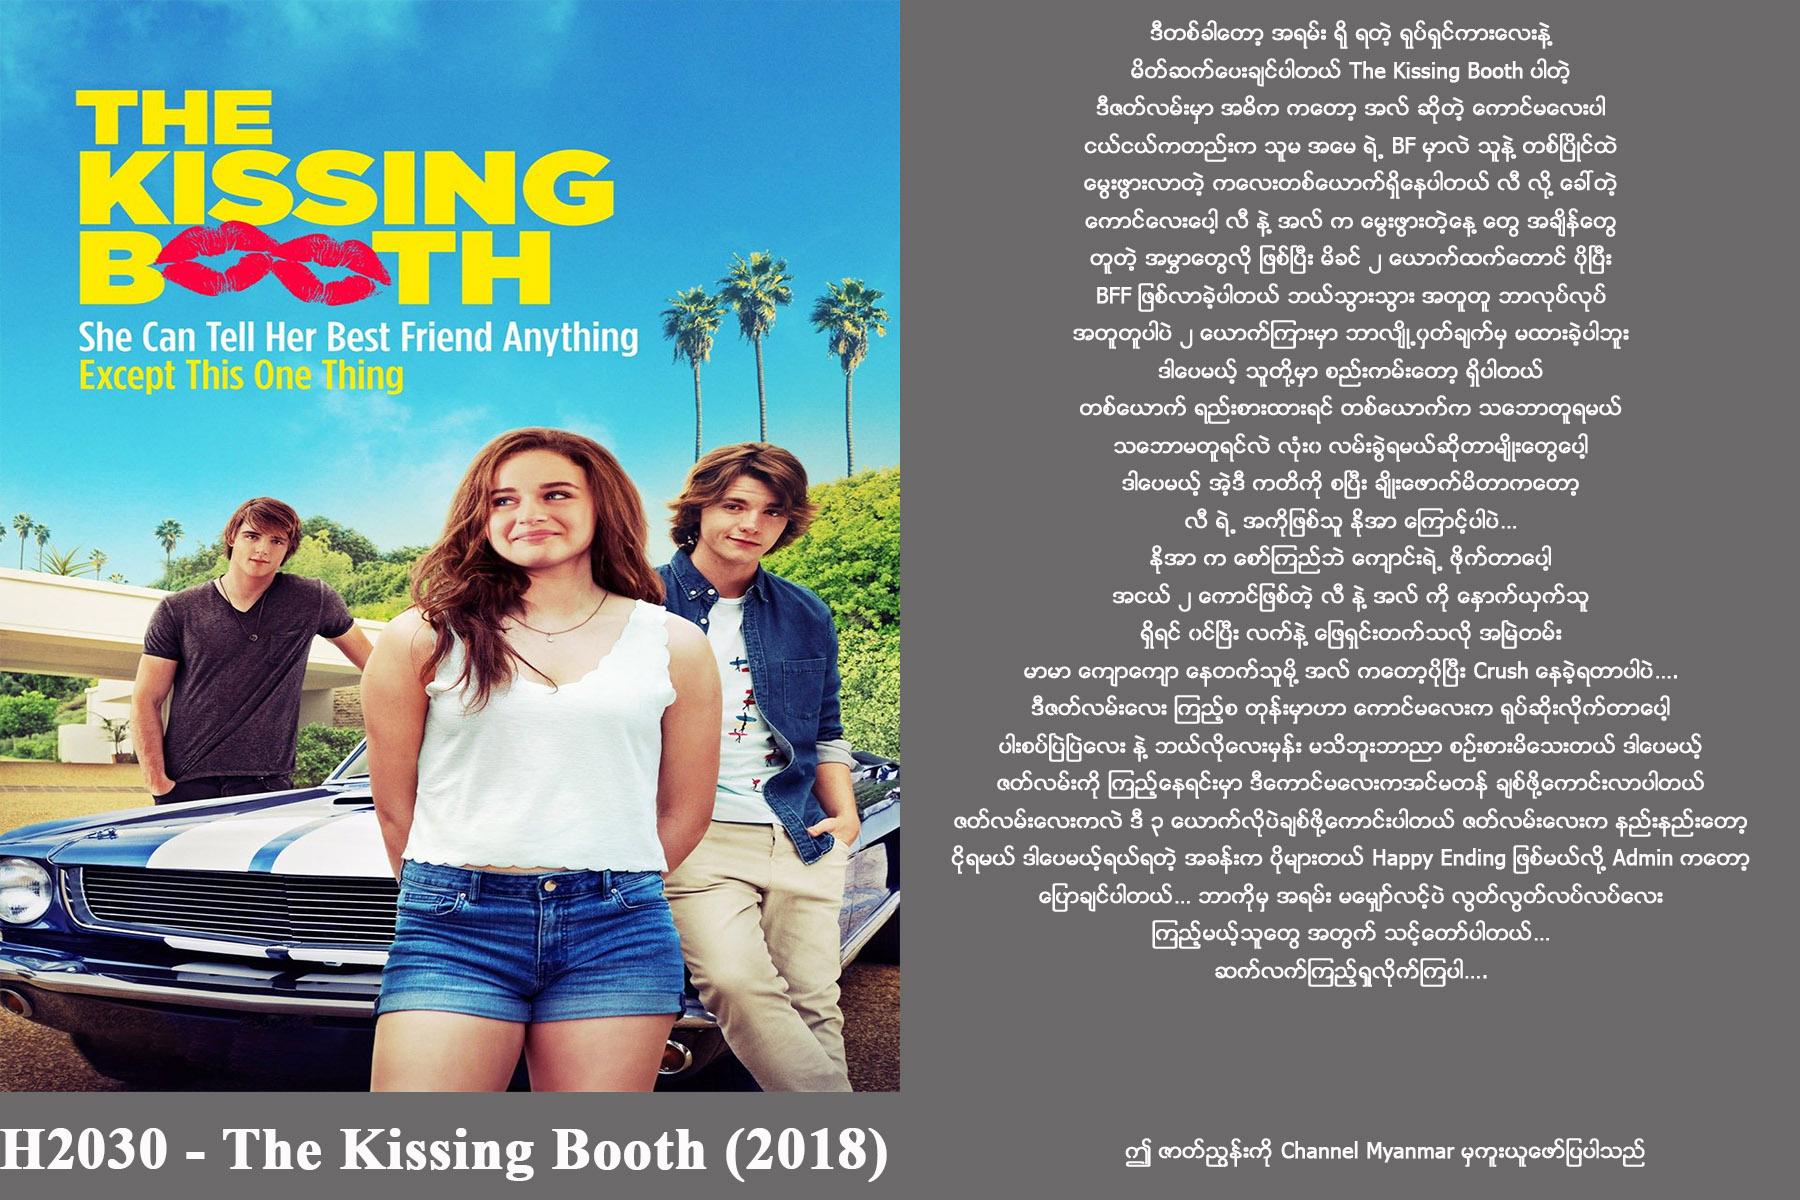 THE
KISSING
BOOTH
She Can Tell Her Best Friend Anything
Except This One Thing
H2030 - The Kissing Booth (2018)
ဒီတစ်ခါတော့ အရမ်း ရှို ရတဲ့ ရုပ်ရှင်ကားလေးနဲ့
မိတ်ဆက်ပေးချင်ပါတယ် The Kissing Booth ပါတဲ့
ဒီဇတ်လမ်းမှာ အဓိက ကတော့ အလ် ဆိုတဲ့ ကောင်မလေးပါ
ငယ်ငယ်ကတည်းက သူမ အမေ ရဲ့ BF မှာလဲ သူနဲ့ တစ်ပြိုင်ထဲ
မွေးဖွားလာတဲ့ ကလေးတစ်ယောက်ရှိနေပါတယ် လီ လို့ ခေါ်တဲ့
ကောင်လေးပေါ့ လီ နဲ့ အလ် က မွေးဖွားတဲ့နေ့ တွေ အချိန်တွေ
တူတဲ့ အမွှာတွေလို ဖြစ်ပြီး မိခင် ၂ ယောက်ထက်တောင် ပိုပြီး
BFF ဖြစ်လာခဲ့ပါတယ် ဘယ်သွားသွား အတူတူ ဘာလုပ်လုပ်
အတူတူပါပဲ ၂ ယောက်ကြားမှာ ဘာလျို့ပှတ်ချက်မှ မထားခဲ့ပါဘူး
ဒါပေမယ့် သူတို့မှာ စည်းကမ်းတော့ ရှိပါတယ်
တစ်ယောက် ရည်းစားထားရင် တစ်ယောက်က သဘောတူရမယ်
သဘောမတူရင်လဲ လုံး၀ လမ်းခွဲရမယ်ဆိုတာမျိုးတွေပေါ့
ဒါပေမယ့် အဲ့ဒီ ကတိကို စပြီး ချိုးဖောက်မိတာကတော့
လီ ရဲ့ အကိုဖြစ်သူ နိုအာ ကြောင့်ပါပဲ...
နိုအာ က စော်ကြည်ဘဲ ကျောင်းရဲ့ ဖိုက်တာပေါ့
အငယ် ၂ ကောင်ဖြစ်တဲ့ လီ နဲ့ အလ် ကို နှောက်ယှက်သူ
ရှိရင် ၀င်ပြီး လက်နဲ့ ဖြေရှင်းတက်သလို အမြဲတမ်း
မာမာ ကျောကျော နေတက်သူမို့ အလ် ကတော့ပိုပြီး Crush နေခဲ့ရတာပါပဲ....
ဒီဇတ်လမ်းလေး ကြည့်စ တုန်းမှာဟာ ကောင်မလေးက ရုပ်ဆိုးလိုက်တာပေါ့
ပါးစပ်ပြဲပြဲလေး နဲ့ ဘယ်လိုလေးမှန်း မသိဘူးဘာညာ စဉ်းစားမိသေးတယ် ဒါပေမယ့်
ဇတ်လမ်းကို ကြည့်နေရင်းမှာ ဒီကောင်မလေးကအင်မတန် ချစ်ဖို့ကောင်းလာပါတယ်
ဇတ်လမ်းလေးကလဲ ဒီ ၃ ယောက်လိုပဲချစ်ဖို့ကောင်းပါတယ် ဇတ်လမ်းလေးက နည်းနည်းတော့
ငိုရမယ် ဒါပေမယ့်ရယ်ရတဲ့ အခန်းက ပိုများတယ် Happy Ending ဖြစ်မယ်လို့ Admin ကတော့
ပြောချင်ပါတယ်... ဘာကိုမှ အရမ်း မမျှော်လင့်ပဲ လွတ်လွတ်လပ်လပ်လေး
ကြည့်မယ့်သူတွေ အတွက် သင့်တော်ပါတယ်...
ဆက်လက်ကြည့်ရှုလိုက်ကြပါ....
ဤ ဇာတ်ညွှန်းကို Channel Myanmar မှကူးယူဖော်ပြပါသည်